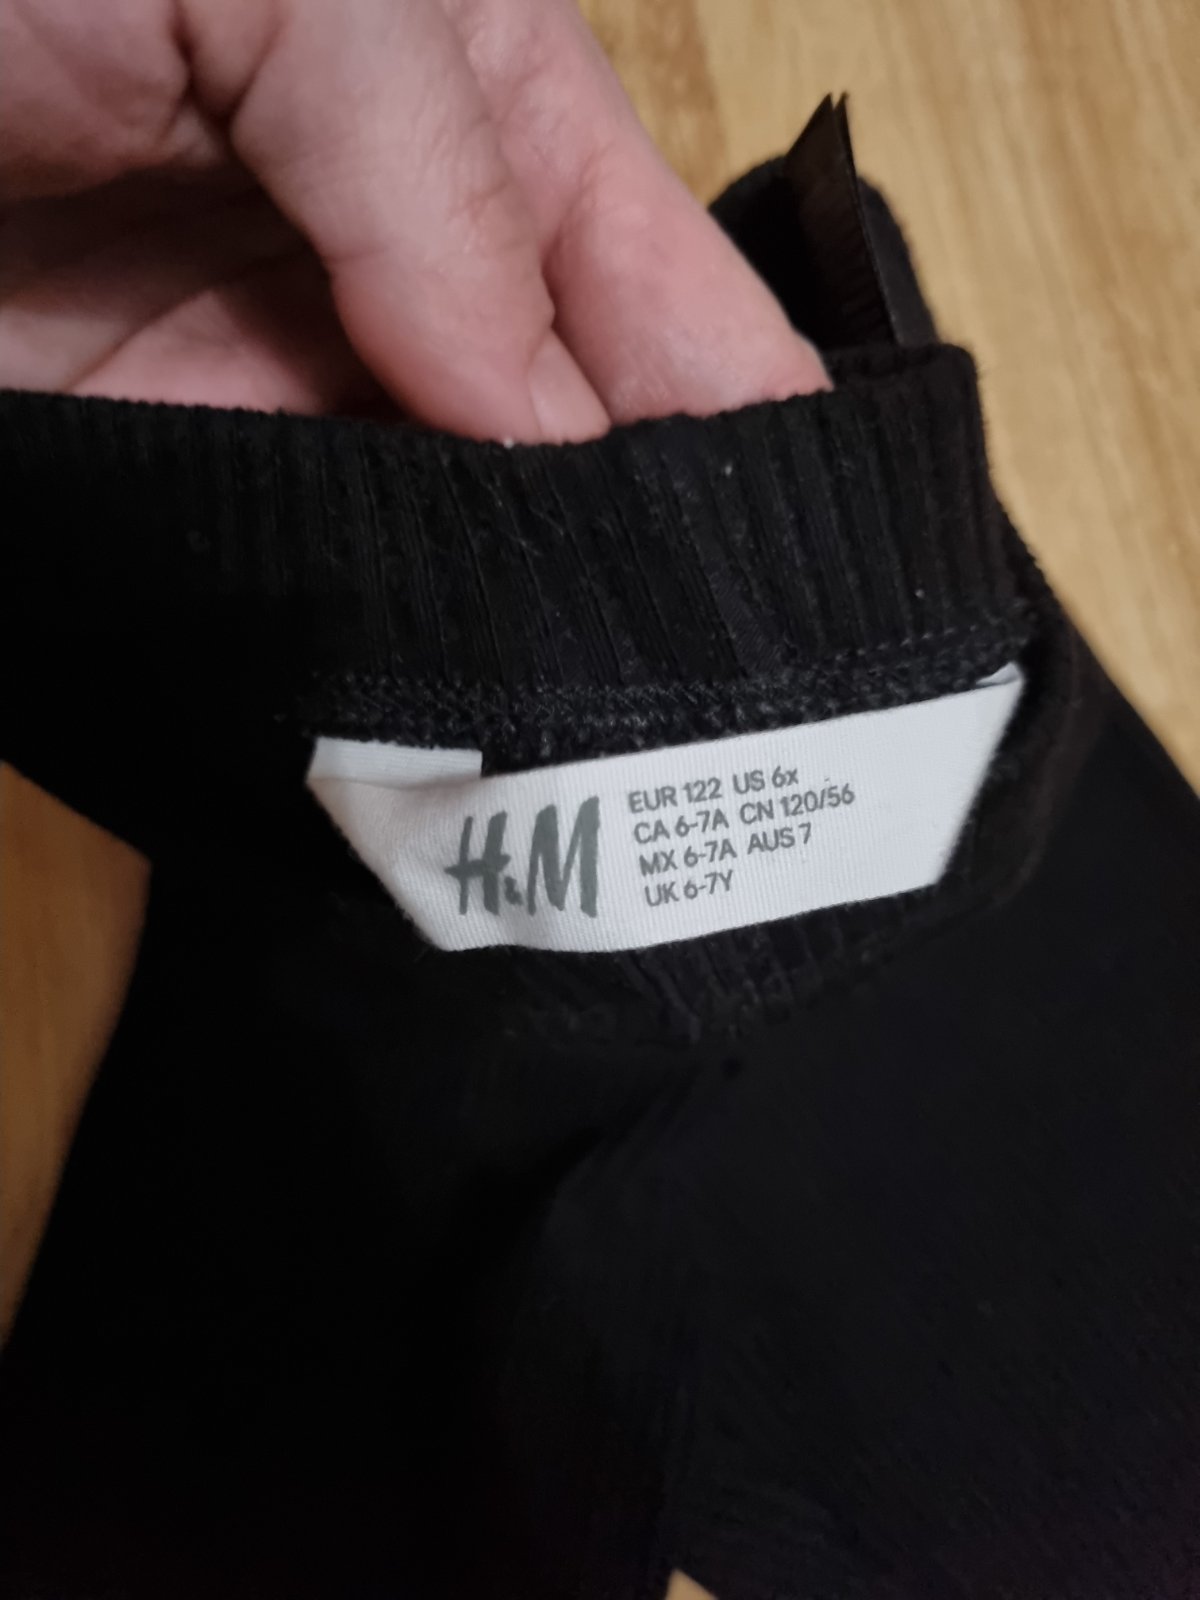 H&M
EUR 122 US 6x
CA 6-7A CN 120/56
MX 6-7A AUS 7
UK 6-7Y